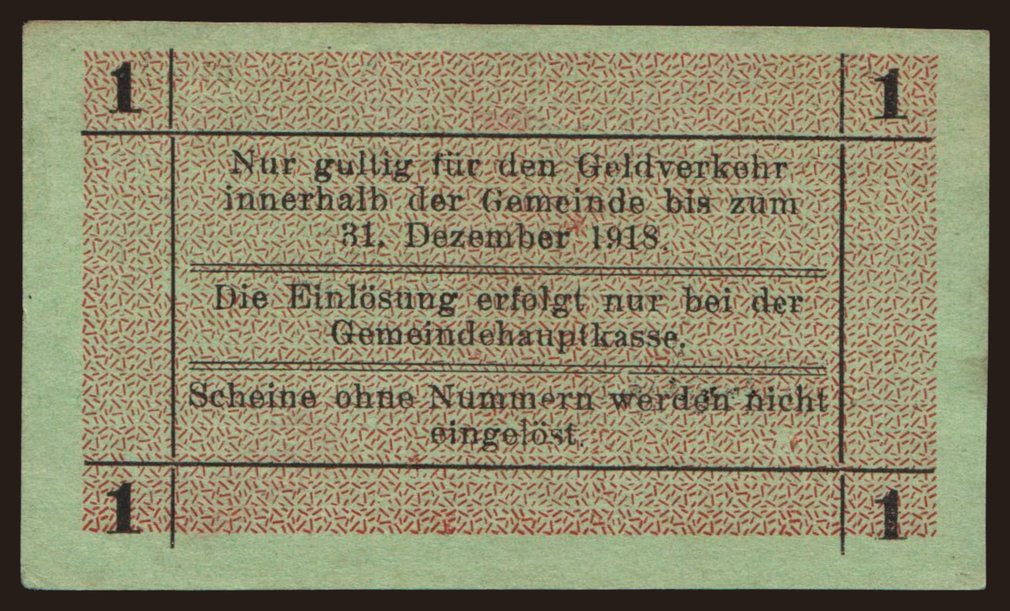 1 1
Nur gültig für den Geldverkehr
innerhalb der Gemeinde bis zum
31. Dezember 1918.
Die Einlösung erfolgt nur bei der
Gemeindehauptkasse.
Scheine ohne Nummern werden nicht
eingelöst.
1 1